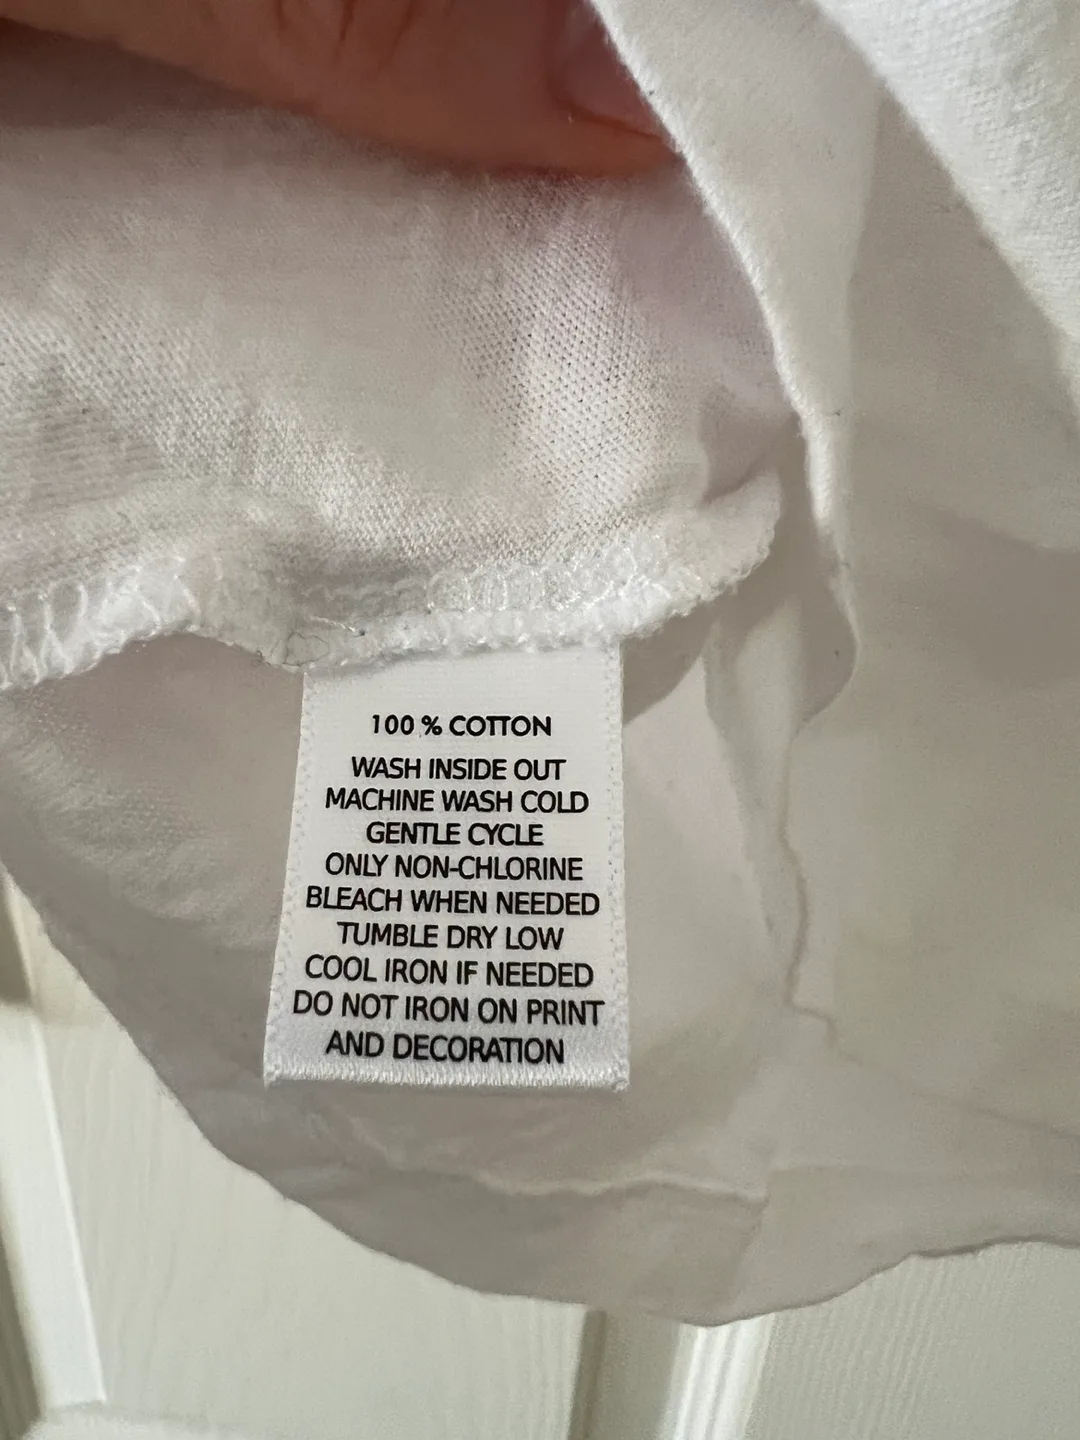 100 % COTTON
WASH INSIDE OUT
MACHINE WASH COLD
GENTLE CYCLE
ONLY NON-CHLORINE
BLEACH WHEN NEEDED
TUMBLE DRY LOW
COOL IRON IF NEEDED
DO NOT IRON ON PRINT
AND DECORATION